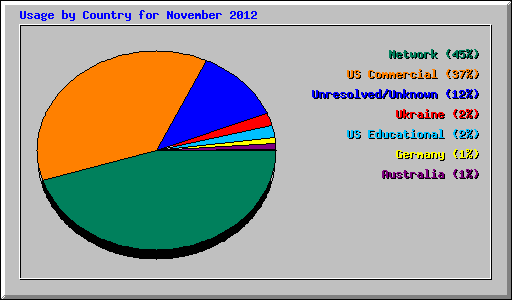 Usage by Country for November 2012
Network (45%)
US Commercial (37%)
Unresolved/Unknown (12%)
Ukraine (2%)
US Educational (2%)
Germany (1%)
Australia (1%)